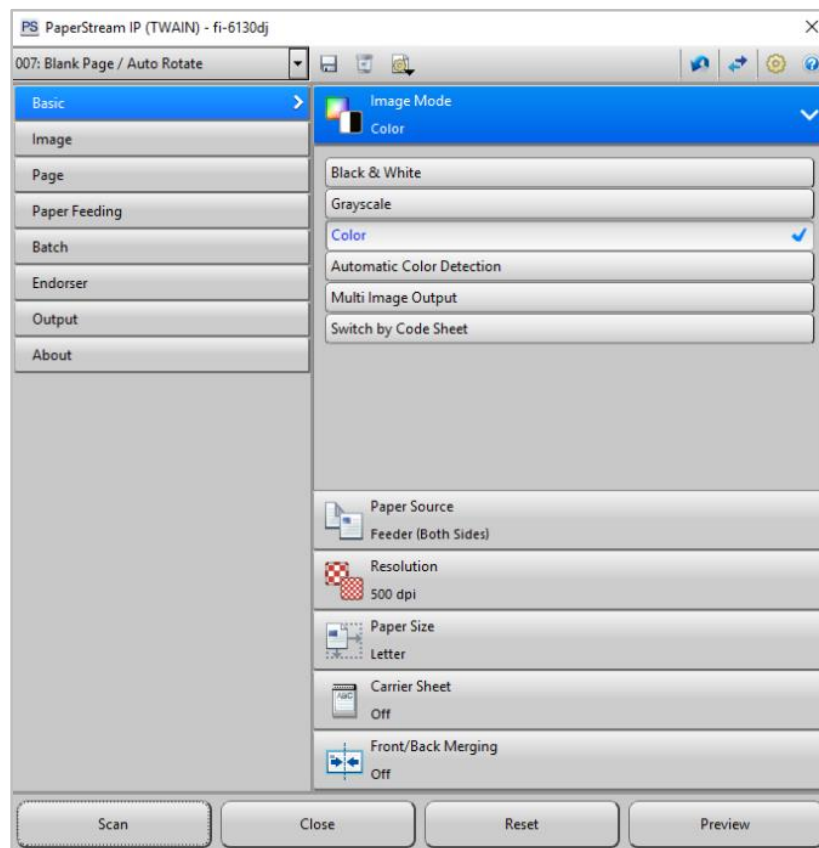 PS PaperStream IP (TWAIN) - fi-6130dj
007: Blank Page / Auto Rotate
Basic
Image
Page
Paper Feeding
Batch
Endorser
Output
About
Image Mode
Color
Black & White
Grayscale
Color
Automatic Color Detection
Multi Image Output
Switch by Code Sheet
Paper Source
Feeder (Both Sides)
Resolution
500 dpi
Paper Size
Letter
ABC
Carrier Sheet
Off
Front/Back Merging
Off
Scan
Close
Reset
Preview